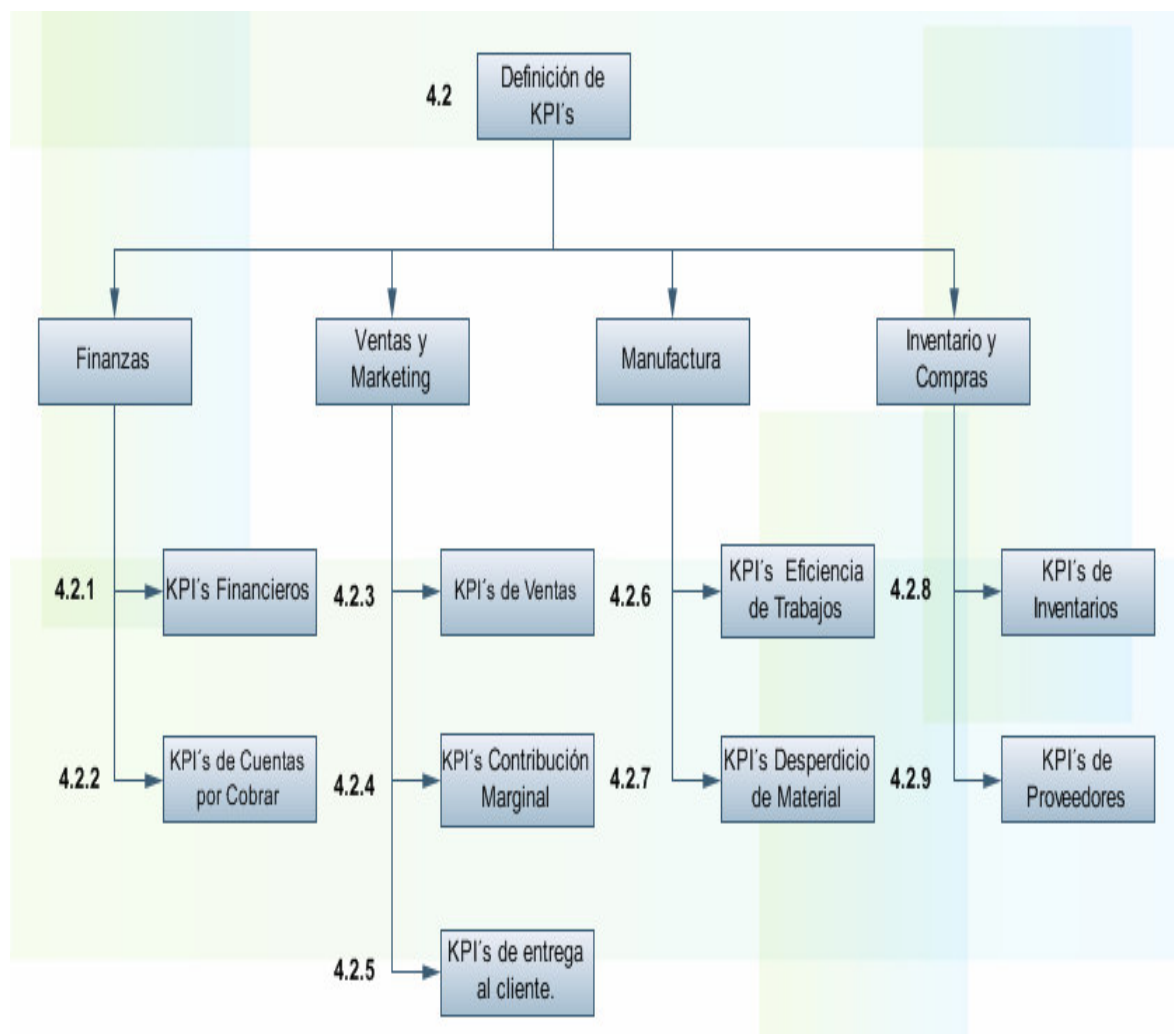 4.2
Definición de
KPI´s
Finanzas
Ventas y
Marketing
Manufactura
Inventario y
Compras
4.2.1
KPI´s Financieros
4.2.3
KPI´s de Ventas
4.2.6
KPI´s Eficiencia
de Trabajos
4.2.8
KPI´s de
Inventarios
4.2.2
KPI´s de Cuentas
por Cobrar
4.2.4
KPI´s Contribución
Marginal
4.2.7
KPI´s Desperdicio
de Material
4.2.9
KPI´s de
Proveedores
4.2.5
KPI´s de entrega
al cliente.